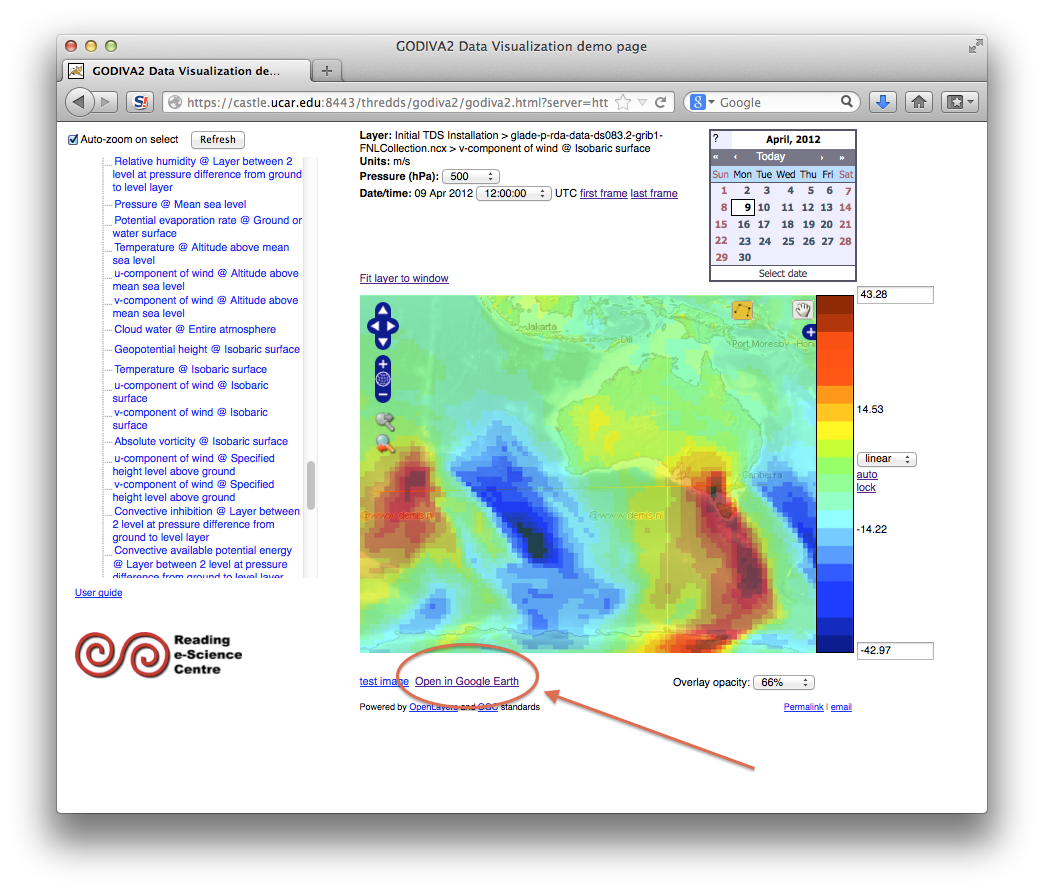 GODIVA2 Data Visualization demo page
GODIVA2 Data Visualization de...
https://castle.ucar.edu:8443/thredds/godiva2/godiva2.html?server=htt
Google
Auto-zoom on select
Refresh
Relative humidity @ Layer between 2
level at pressure difference from ground
to level layer
Pressure @ Mean sea level
Potential evaporation rate @ Ground or
water surface
Temperature @ Altitude above mean
sea level
u-component of wind @ Altitude above
mean sea level
v-component of wind @ Altitude above
mean sea level
Cloud water @ Entire atmosphere
Geopotential height @ Isobaric surface
Temperature @ Isobaric surface
u-component of wind @ Isobaric
surface
v-component of wind @ Isobaric
surface
Absolute vorticity @ Isobaric surface
u-component of wind @ Specified
height level above ground
v-component of wind @ Specified
height level above ground
Convective inhibition @ Layer between
2 level at pressure difference from
ground to level layer
Convective available potential energy
@ Layer between 2 level at pressure
difference from ground to level layer
User guide
Reading
e-Science
Centre
Layer: Initial TDS Installation > glade-p-rda-data-ds083.2-grib1-
FNLCollection.ncx > v-component of wind @ Isobaric surface
Units: m/s
Pressure (hPa): 500
Date/time: 09 Apr 2012 12:00:00 UTC first frame last frame
Fit layer to window
? April, 2012
« ‹ Today › »
Sun Mon Tue Wed Thu Fri Sat
1 2 3 4 5 6 7
8 9 10 11 12 13 14
15 16 17 18 19 20 21
22 23 24 25 26 27 28
29 30
Select date
Jakarta
Dili
Port Moresby
Honi
Canberra
@www.demis.nl
@www.demis.nl
43.28
14.53
linear
auto
lock
-14.22
-42.97
test image Open in Google Earth
Overlay opacity: 66%
Powered by OpenLayers and OGC standards
Permalink | email